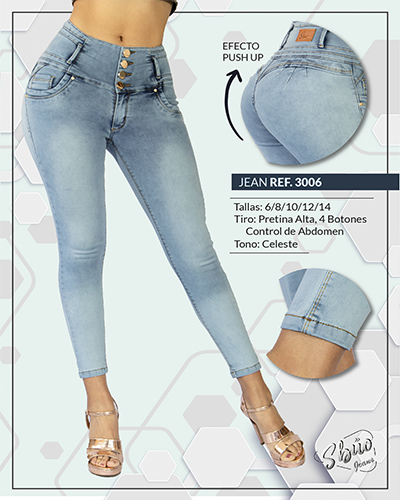 EFECTO
PUSH UP
JEAN REF. 3006
Tallas: 6/8/10/12/14
Tiro: Pretina Alta, 4 Botones
Control de Abdomen
Tono: Celeste
Jeans